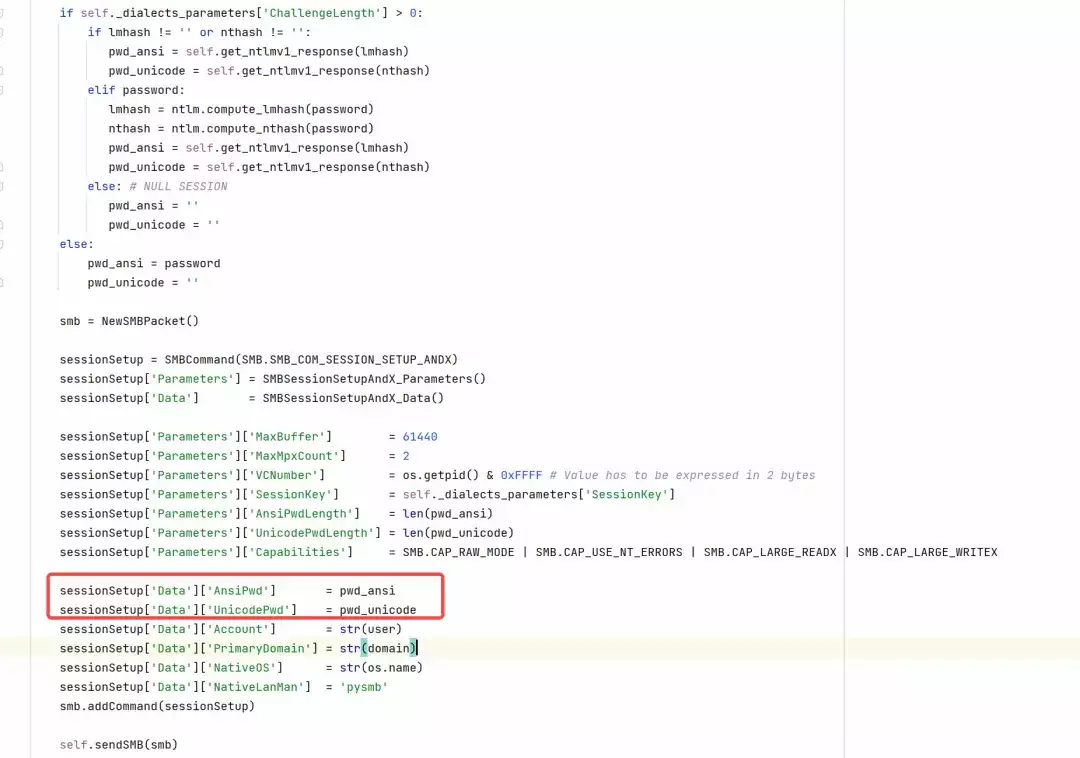 if self._dialects_parameters['ChallengeLength'] > 0:
if lmhash != '' or nthash != '':
pwd_ansi = self.get_ntlmv1_response(lmhash)
pwd_unicode = self.get_ntlmv1_response(nthash)
elif password:
lmhash = ntlm.compute_lmhash(password)
nthash = ntlm.compute_nthash(password)
pwd_ansi = self.get_ntlmv1_response(lmhash)
pwd_unicode = self.get_ntlmv1_response(nthash)
else: # NULL SESSION
pwd_ansi = ''
pwd_unicode = ''
else:
pwd_ansi = password
pwd_unicode = ''
smb = NewSMBPacket()
sessionSetup = SMBCommand(SMB.SMB_COM_SESSION_SETUP_ANDX)
sessionSetup['Parameters'] = SMBSessionSetupAndX_Parameters()
sessionSetup['Data'] = SMBSessionSetupAndX_Data()
sessionSetup['Parameters']['MaxBuffer'] = 61440
sessionSetup['Parameters']['MaxMpxCount'] = 2
sessionSetup['Parameters']['VCNumber'] = os.getpid() & 0xFFFF # Value has to be expressed in 2 bytes
sessionSetup['Parameters']['SessionKey'] = self._dialects_parameters['SessionKey']
sessionSetup['Parameters']['AnsiPwdLength'] = len(pwd_ansi)
sessionSetup['Parameters']['UnicodePwdLength'] = len(pwd_unicode)
sessionSetup['Parameters']['Capabilities'] = SMB.CAP_RAW_MODE | SMB.CAP_USE_NT_ERRORS | SMB.CAP_LARGE_READX | SMB.CAP_LARGE_WRITEX
sessionSetup['Data']['AnsiPwd'] = pwd_ansi
sessionSetup['Data']['UnicodePwd'] = pwd_unicode
sessionSetup['Data']['Account'] = str(user)
sessionSetup['Data']['PrimaryDomain'] = str(domain)
sessionSetup['Data']['NativeOS'] = str(os.name)
sessionSetup['Data']['NativeLanMan'] = 'pysmb'
smb.addCommand(sessionSetup)
self.sendSMB(smb)